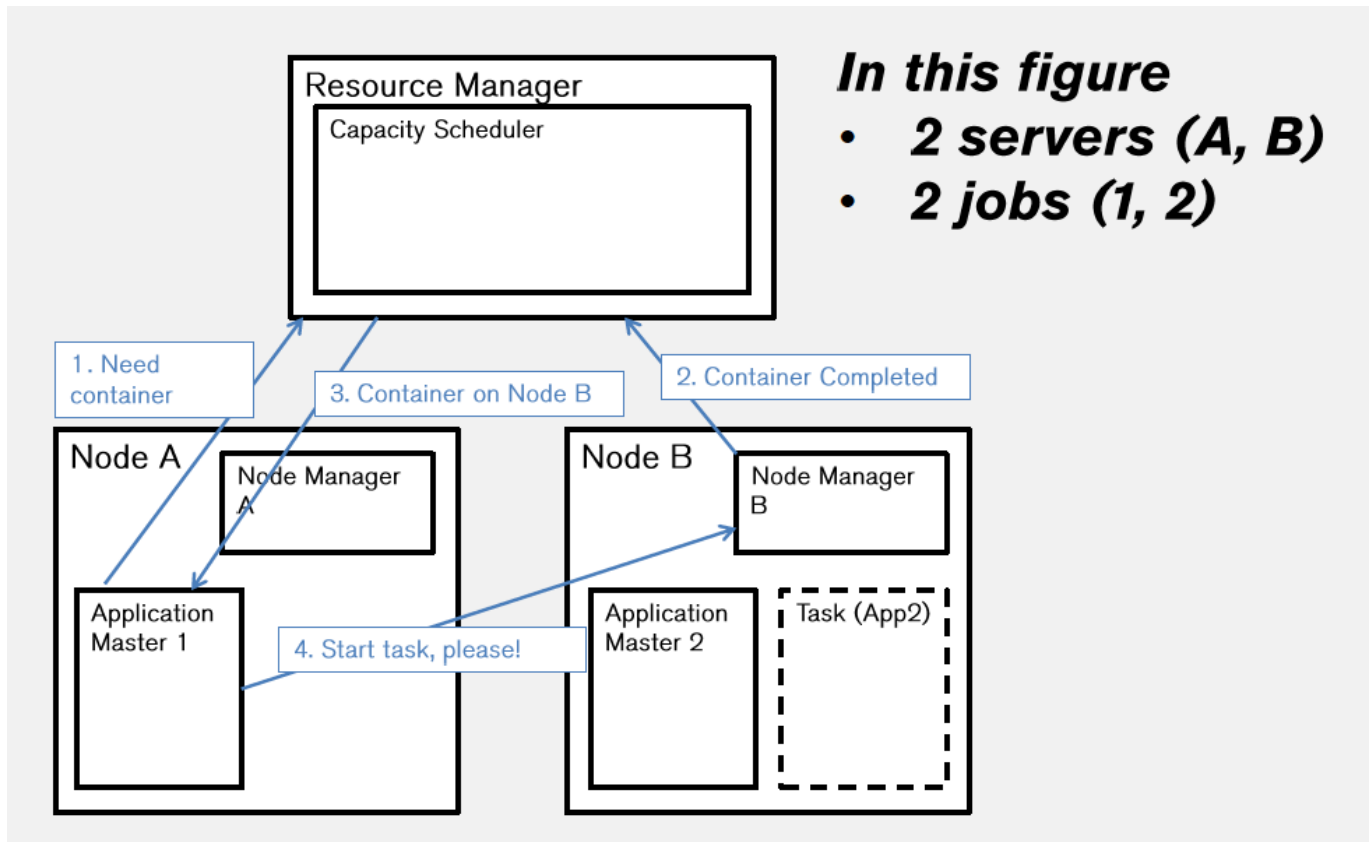 Resource Manager
Capacity Scheduler
In this figure
• 2 servers (A, B)
• 2 jobs (1, 2)
1. Need
container
3. Container on Node B
2. Container Completed
Node A
Node Manager
A
Application
Master 1
4. Start task, please!
Node B
Node Manager
B
Application
Master 2
Task (App2)